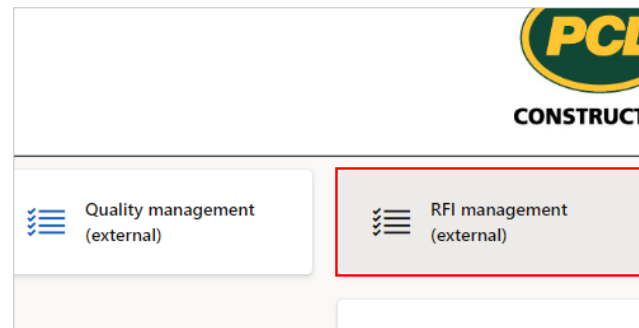 PCL
CONSTRUCT
Quality management
(external)
RFI management
(external)